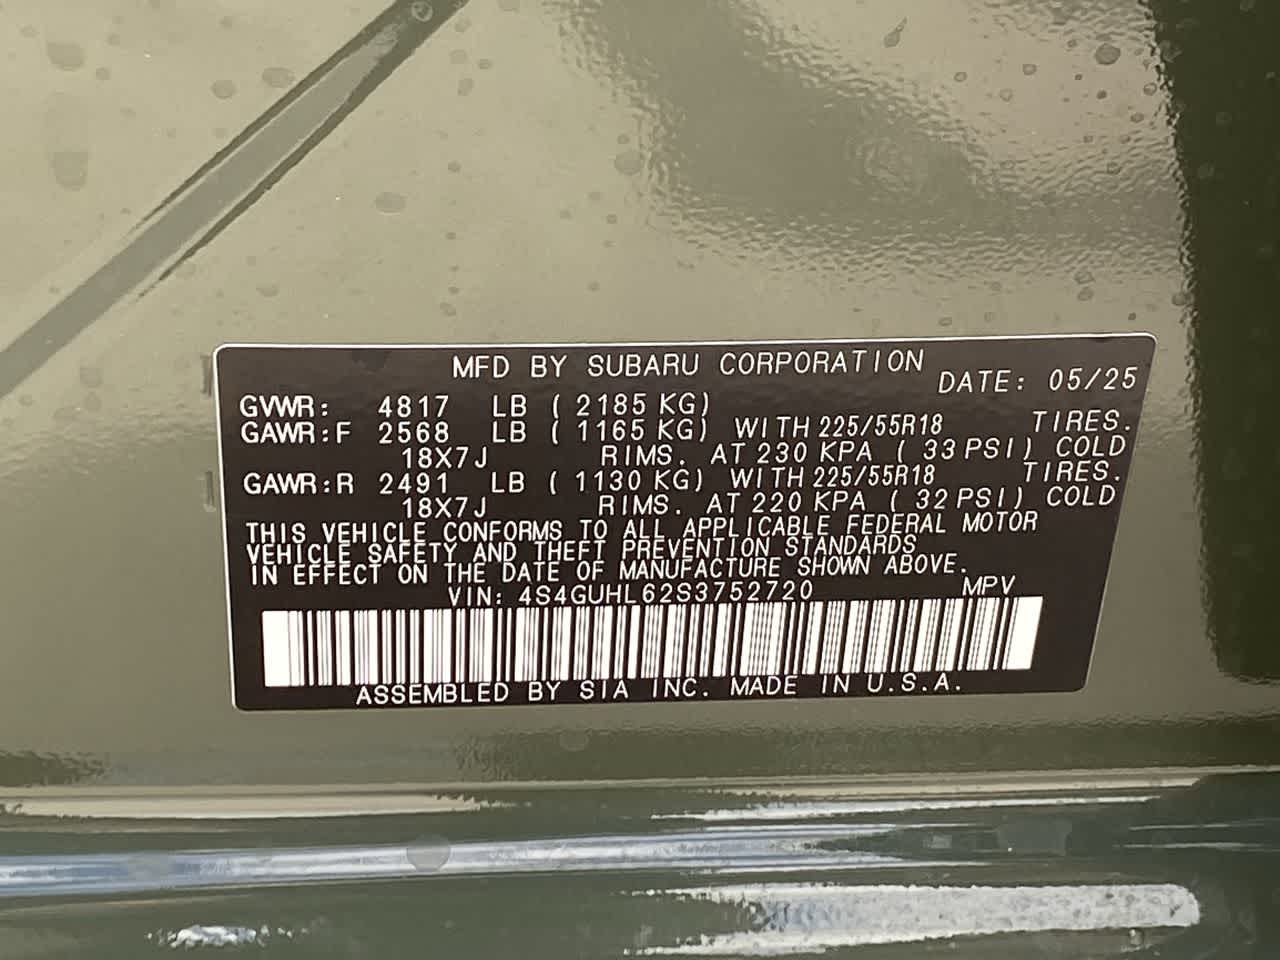 MFD BY SUBARU CORPORATION
DATE: 05/25
GVWR: 4817 LB ( 2185 KG)
GAWR:F 2568 LB ( 1165 KG) WITH 225/55R18 TIRES.
18X7J RIMS. AT 230 KPA ( 33 PSI) COLD
GAWR:R 2491 LB ( 1130 KG) WITH 225/55R18 TIRES.
18X7J RIMS. AT 220 KPA ( 32 PSI) COLD
THIS VEHICLE CONFORMS TO ALL APPLICABLE FEDERAL MOTOR
VEHICLE SAFETY AND THEFT PREVENTION STANDARDS
IN EFFECT ON THE DATE OF MANUFACTURE SHOWN ABOVE.
VIN: 4S4GUHL62S3752720 MPV
ASSEMBLED BY SIA INC. MADE IN U.S.A.